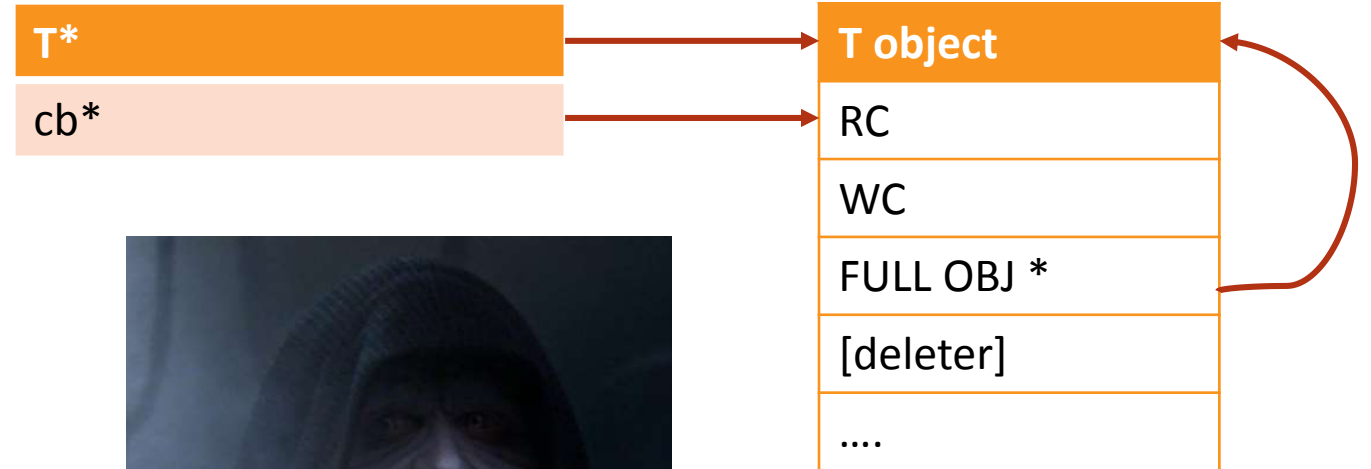 T*
cb*
T object
RC
WC
FULL OBJ *
[deleter]
....